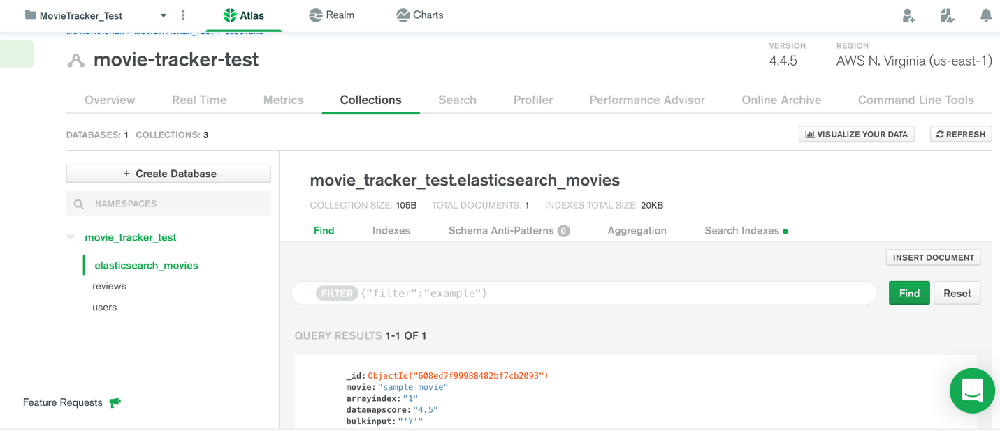 MovieTracker_Test
Atlas
Realm
Charts
MOVIETRACKER > MOVIETRACKER_TEST > CLUSTERS
movie-tracker-test
VERSION
4.4.5
REGION
AWS N. Virginia (us-east-1)
Overview
Real Time
Metrics
Collections
Search
Profiler
Performance Advisor
Online Archive
Command Line Tools
DATABASES: 1 COLLECTIONS: 3
VISUALIZE YOUR DATA
REFRESH
+ Create Database
NAMESPACES
movie_tracker_test
elasticsearch_movies
reviews
users
Feature Requests
movie_tracker_test.elasticsearch_movies
COLLECTION SIZE: 105B TOTAL DOCUMENTS: 1 INDEXES TOTAL SIZE: 20KB
Find
Indexes
Schema Anti-Patterns 0
Aggregation
Search Indexes
INSERT DOCUMENT
FILTER {"filter":"example"}
Find
Reset
QUERY RESULTS 1-1 OF 1
_id: ObjectId("608ed7f99988482bf7cb2093")
movie: "sample movie"
arrayindex: "1"
datamapscore: "4.5"
bulkinput: "'Y'"